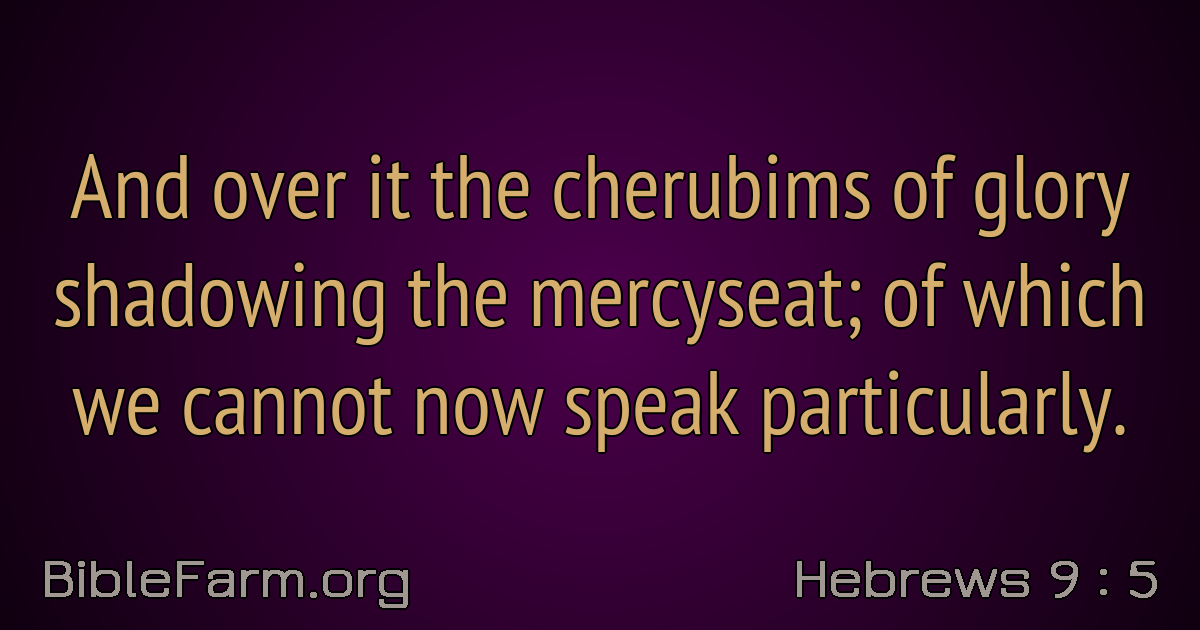 And over it the cherubims of glory
shadowing the mercyseat; of which
we cannot now speak particularly.
BibleFarm.org
Hebrews 9 : 5